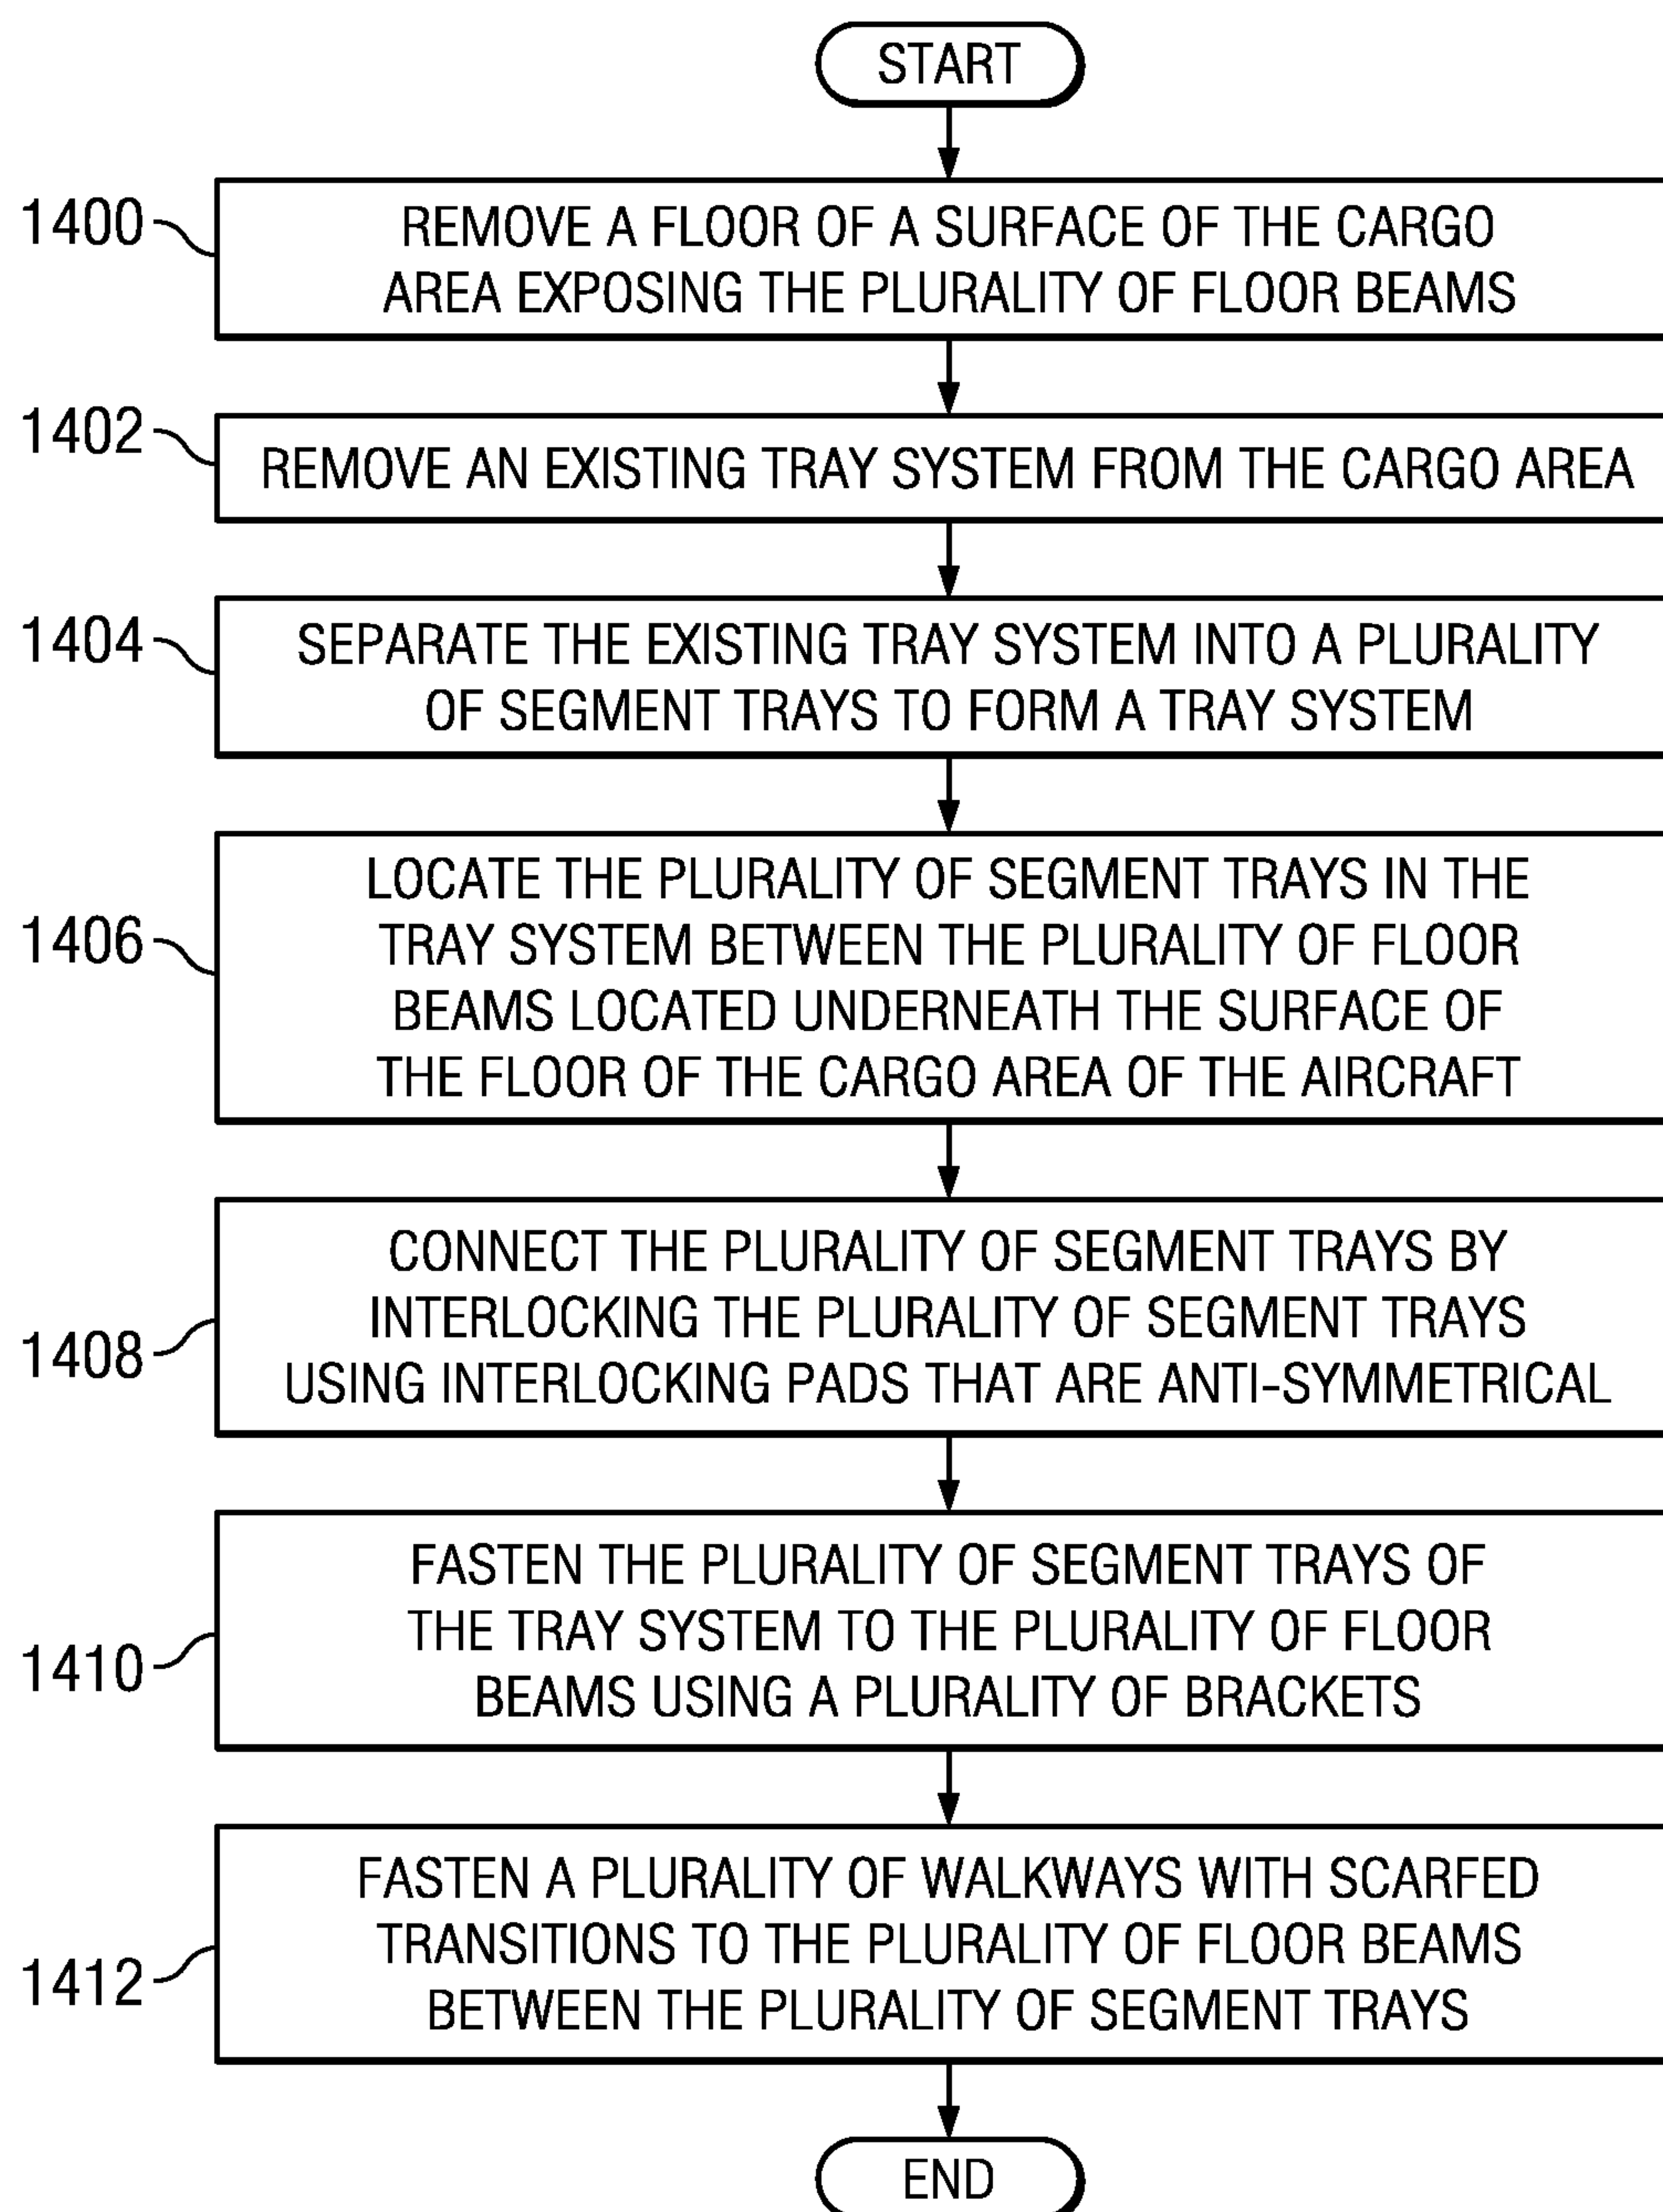 START
1400
REMOVE A FLOOR OF A SURFACE OF THE CARGO
AREA EXPOSING THE PLURALITY OF FLOOR BEAMS
1402
REMOVE AN EXISTING TRAY SYSTEM FROM THE CARGO AREA
1404
SEPARATE THE EXISTING TRAY SYSTEM INTO A PLURALITY
OF SEGMENT TRAYS TO FORM A TRAY SYSTEM
1406
LOCATE THE PLURALITY OF SEGMENT TRAYS IN THE
TRAY SYSTEM BETWEEN THE PLURALITY OF FLOOR
BEAMS LOCATED UNDERNEATH THE SURFACE OF
THE FLOOR OF THE CARGO AREA OF THE AIRCRAFT
1408
CONNECT THE PLURALITY OF SEGMENT TRAYS BY
INTERLOCKING THE PLURALITY OF SEGMENT TRAYS
USING INTERLOCKING PADS THAT ARE ANTI-SYMMETRICAL
1410
FASTEN THE PLURALITY OF SEGMENT TRAYS OF
THE TRAY SYSTEM TO THE PLURALITY OF FLOOR
BEAMS USING A PLURALITY OF BRACKETS
1412
FASTEN A PLURALITY OF WALKWAYS WITH SCARFED
TRANSITIONS TO THE PLURALITY OF FLOOR BEAMS
BETWEEN THE PLURALITY OF SEGMENT TRAYS
END